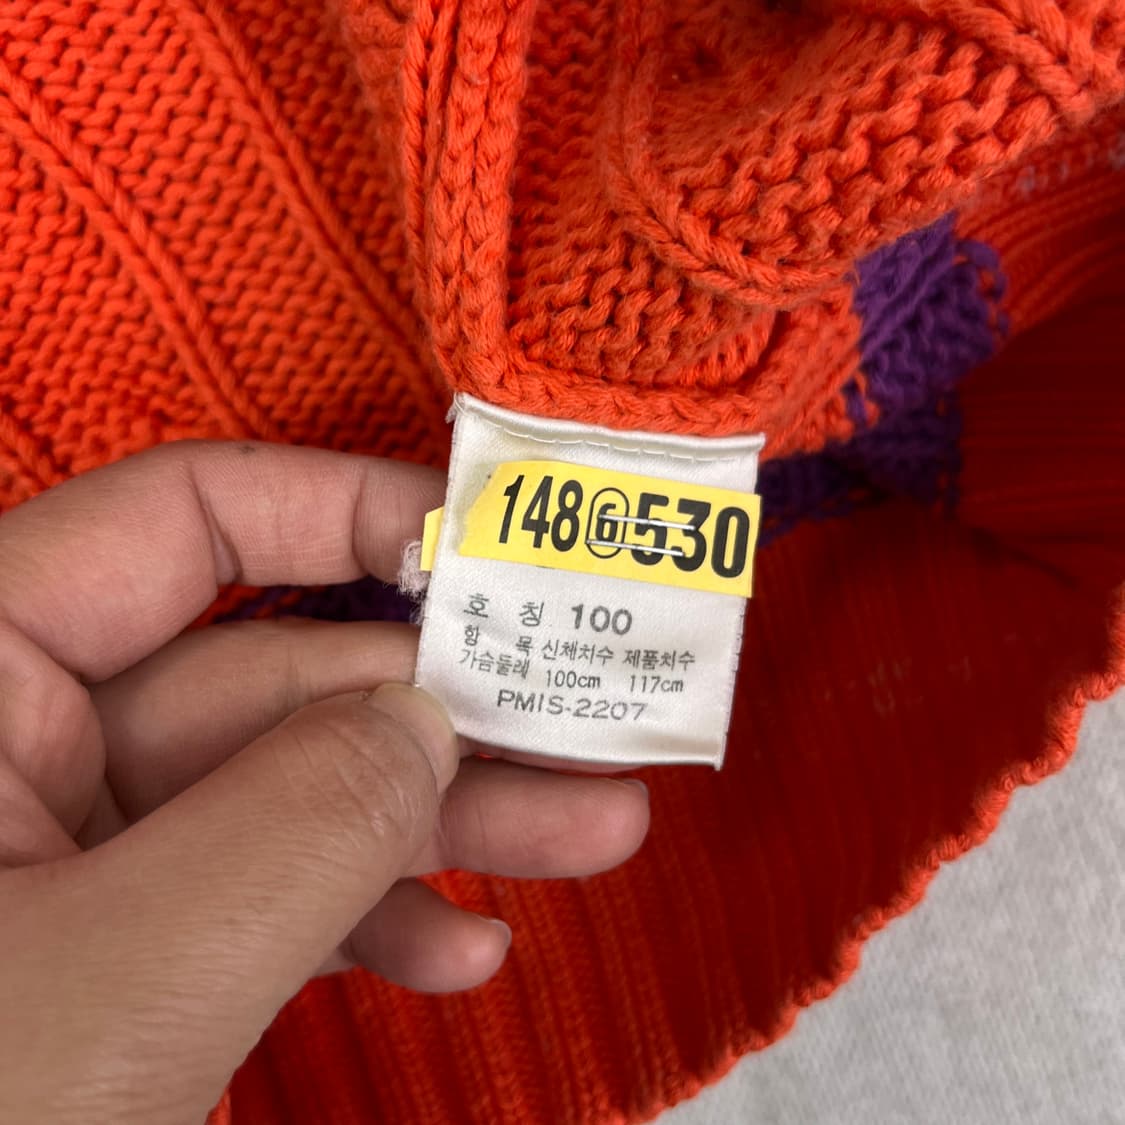 148 6 530
호 칭 100
항 목 신체치수 제품치수
가슴둘레 100cm 117cm
PMIS-2207